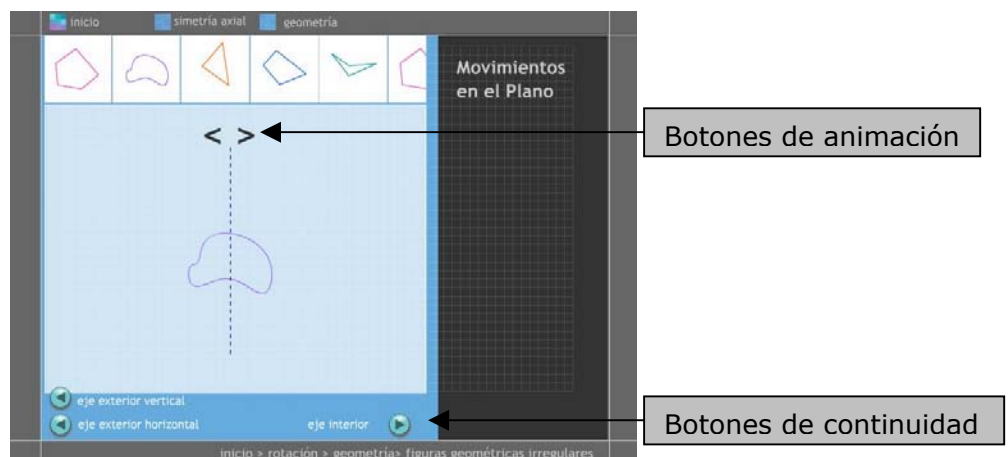 inicio simetría axial geometría
Movimientos
en el Plano
< >
Botones de animación
eje exterior vertical
eje exterior horizontal eje interior
Botones de continuidad
inicio > rotación > geometría> figuras geométricas irregulares